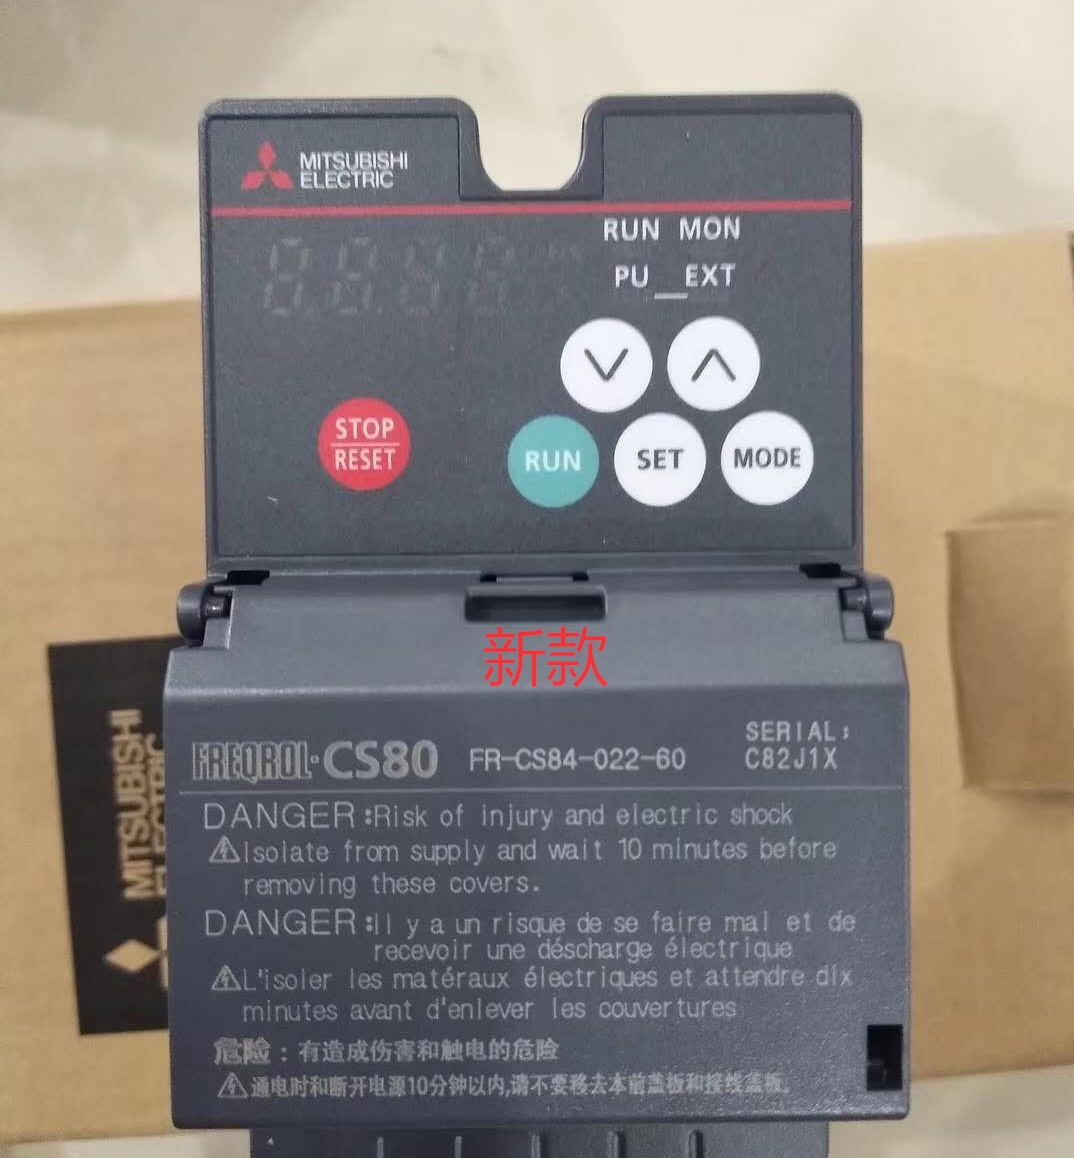 MITSUBISHI
ELECTRIC
RUN MON
PU EXT
STOP
RESET
RUN
SET
MODE
新款
FREQROL-CS80 FR-CS84-022-60
SERIAL:
C82J1X
DANGER:Risk of injury and electric shock
Isolate from supply and wait 10 minutes before
removing these covers.
DANGER:Il y a un risque de se faire mal et de
recevoir une déscharge électrique
L'isoler les matéraux électriques et attendre dix
minutes avant d'enlever les couvertures
危险：有造成伤害和触电的危险
通电时和断开电源10分钟以内,请不要移去本前盖板和接线盖板.
MITSUBISHI
ELECTRIC